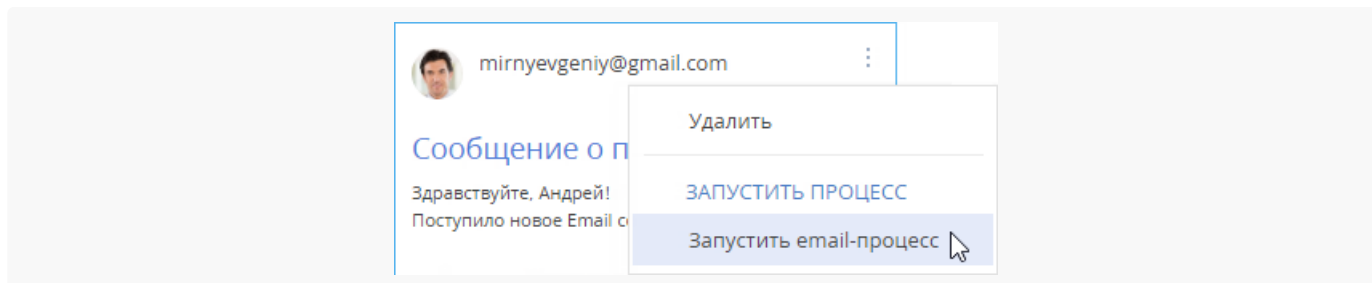 mirnyevgeniy@gmail.com
Удалить
Сообщение о п
Здравствуйте, Андрей!
ЗАПУСТИТЬ ПРОЦЕСС
Поступило новое Email
Запустить email-процесс